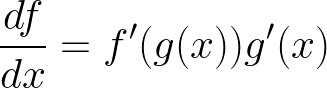 df/dx = f′(g(x))g′(x)